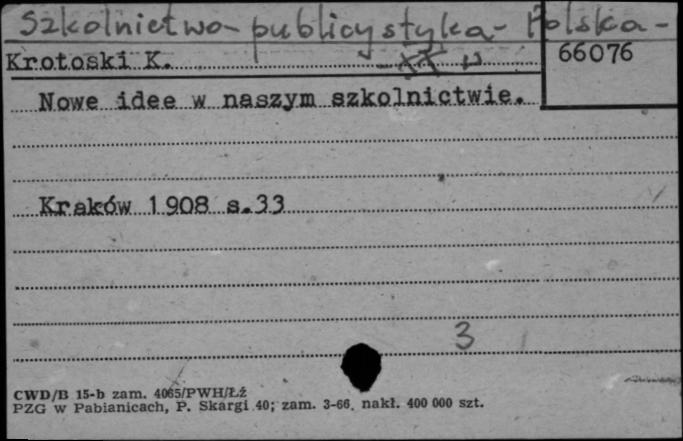 Szkolnictwo - publicystyka - Polska -
- XX w
Krotoski K.
66076
Nowe idee w naszym szkolnictwie.
Kraków 1908 s.33
3
CWD/B 15-b zam. 4065/PWH/Łź
PZG w Pabianicach, P. Skargi 40; zam. 3-66. nakł. 400 000 szt.